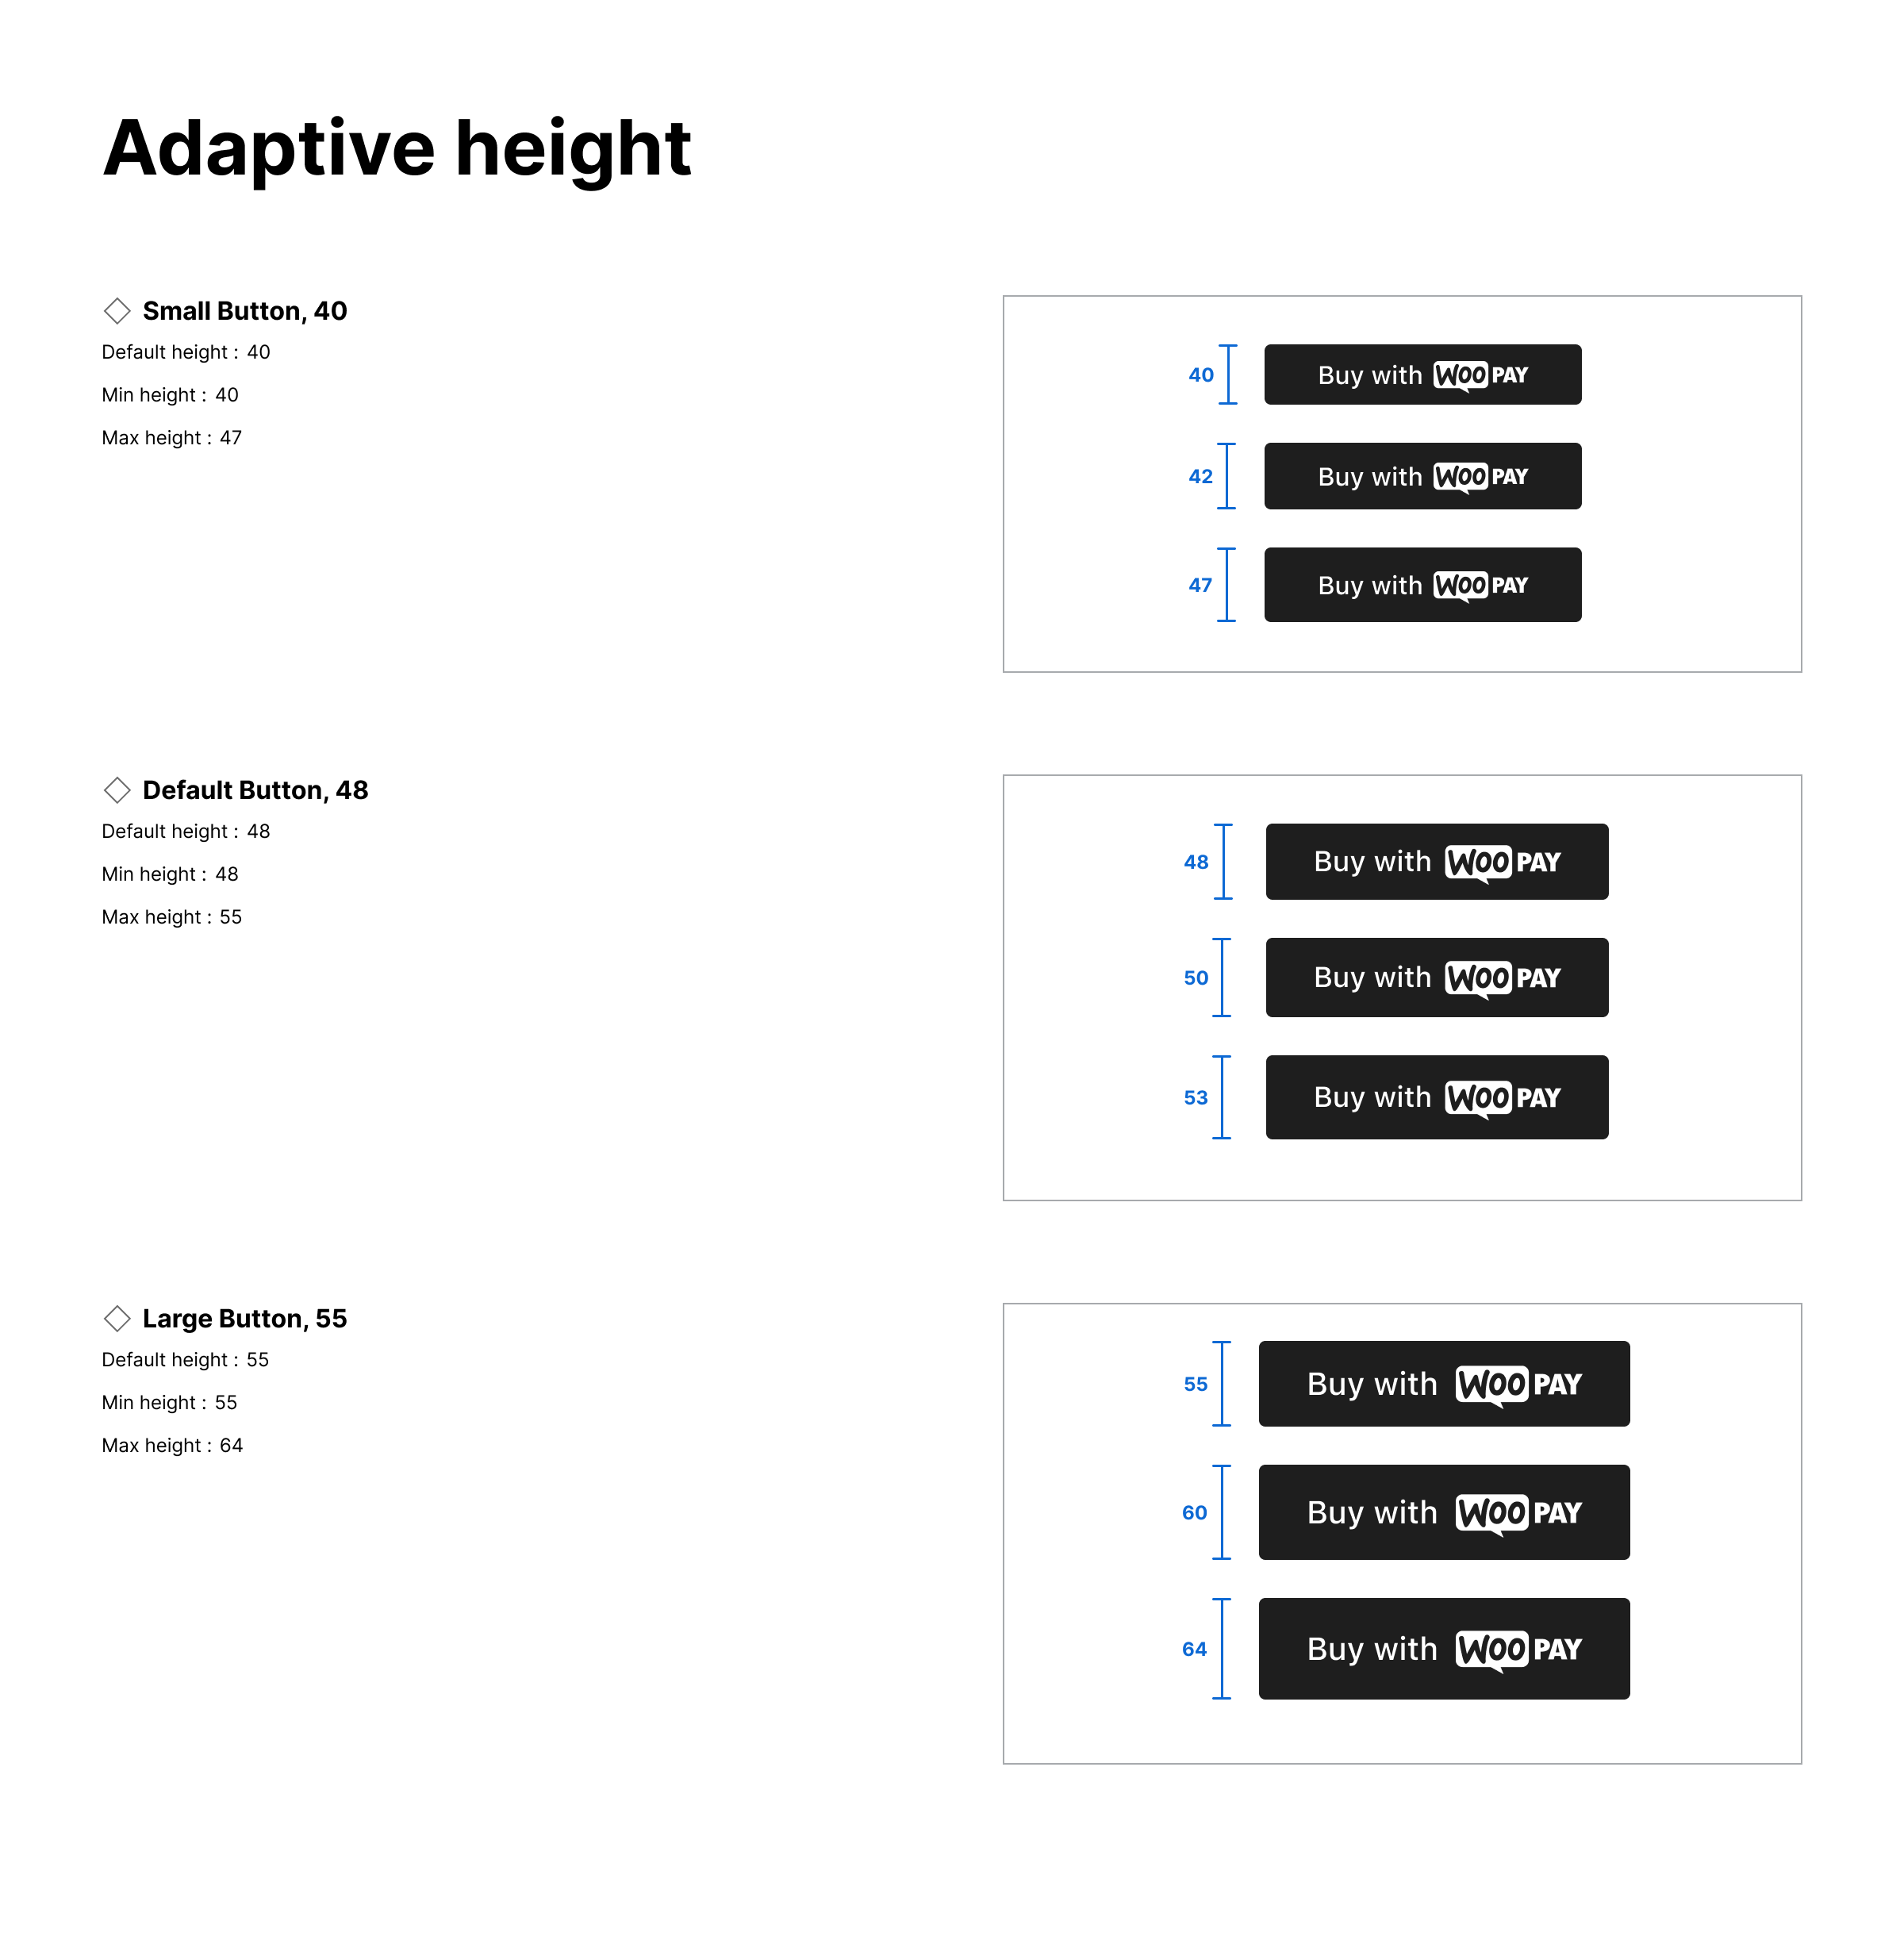 Adaptive height
Small Button, 40
Default height : 40
Min height : 40
Max height : 47
40
Buy with WOO PAY
42
Buy with WOO PAY
47
Buy with WOO PAY
Default Button, 48
Default height : 48
Min height : 48
Max height : 55
48
Buy with WOO PAY
50
Buy with WOO PAY
53
Buy with WOO PAY
Large Button, 55
Default height : 55
Min height : 55
Max height : 64
55
Buy with WOO PAY
60
Buy with WOO PAY
64
Buy with WOO PAY